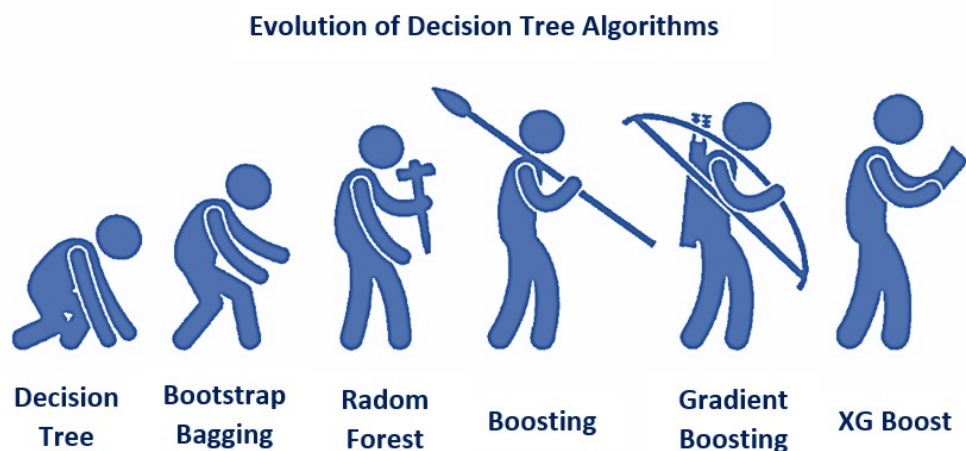 Evolution of Decision Tree Algorithms
Decision
Tree
Bootstrap
Bagging
Radom
Forest
Boosting
Gradient
Boosting
XG Boost